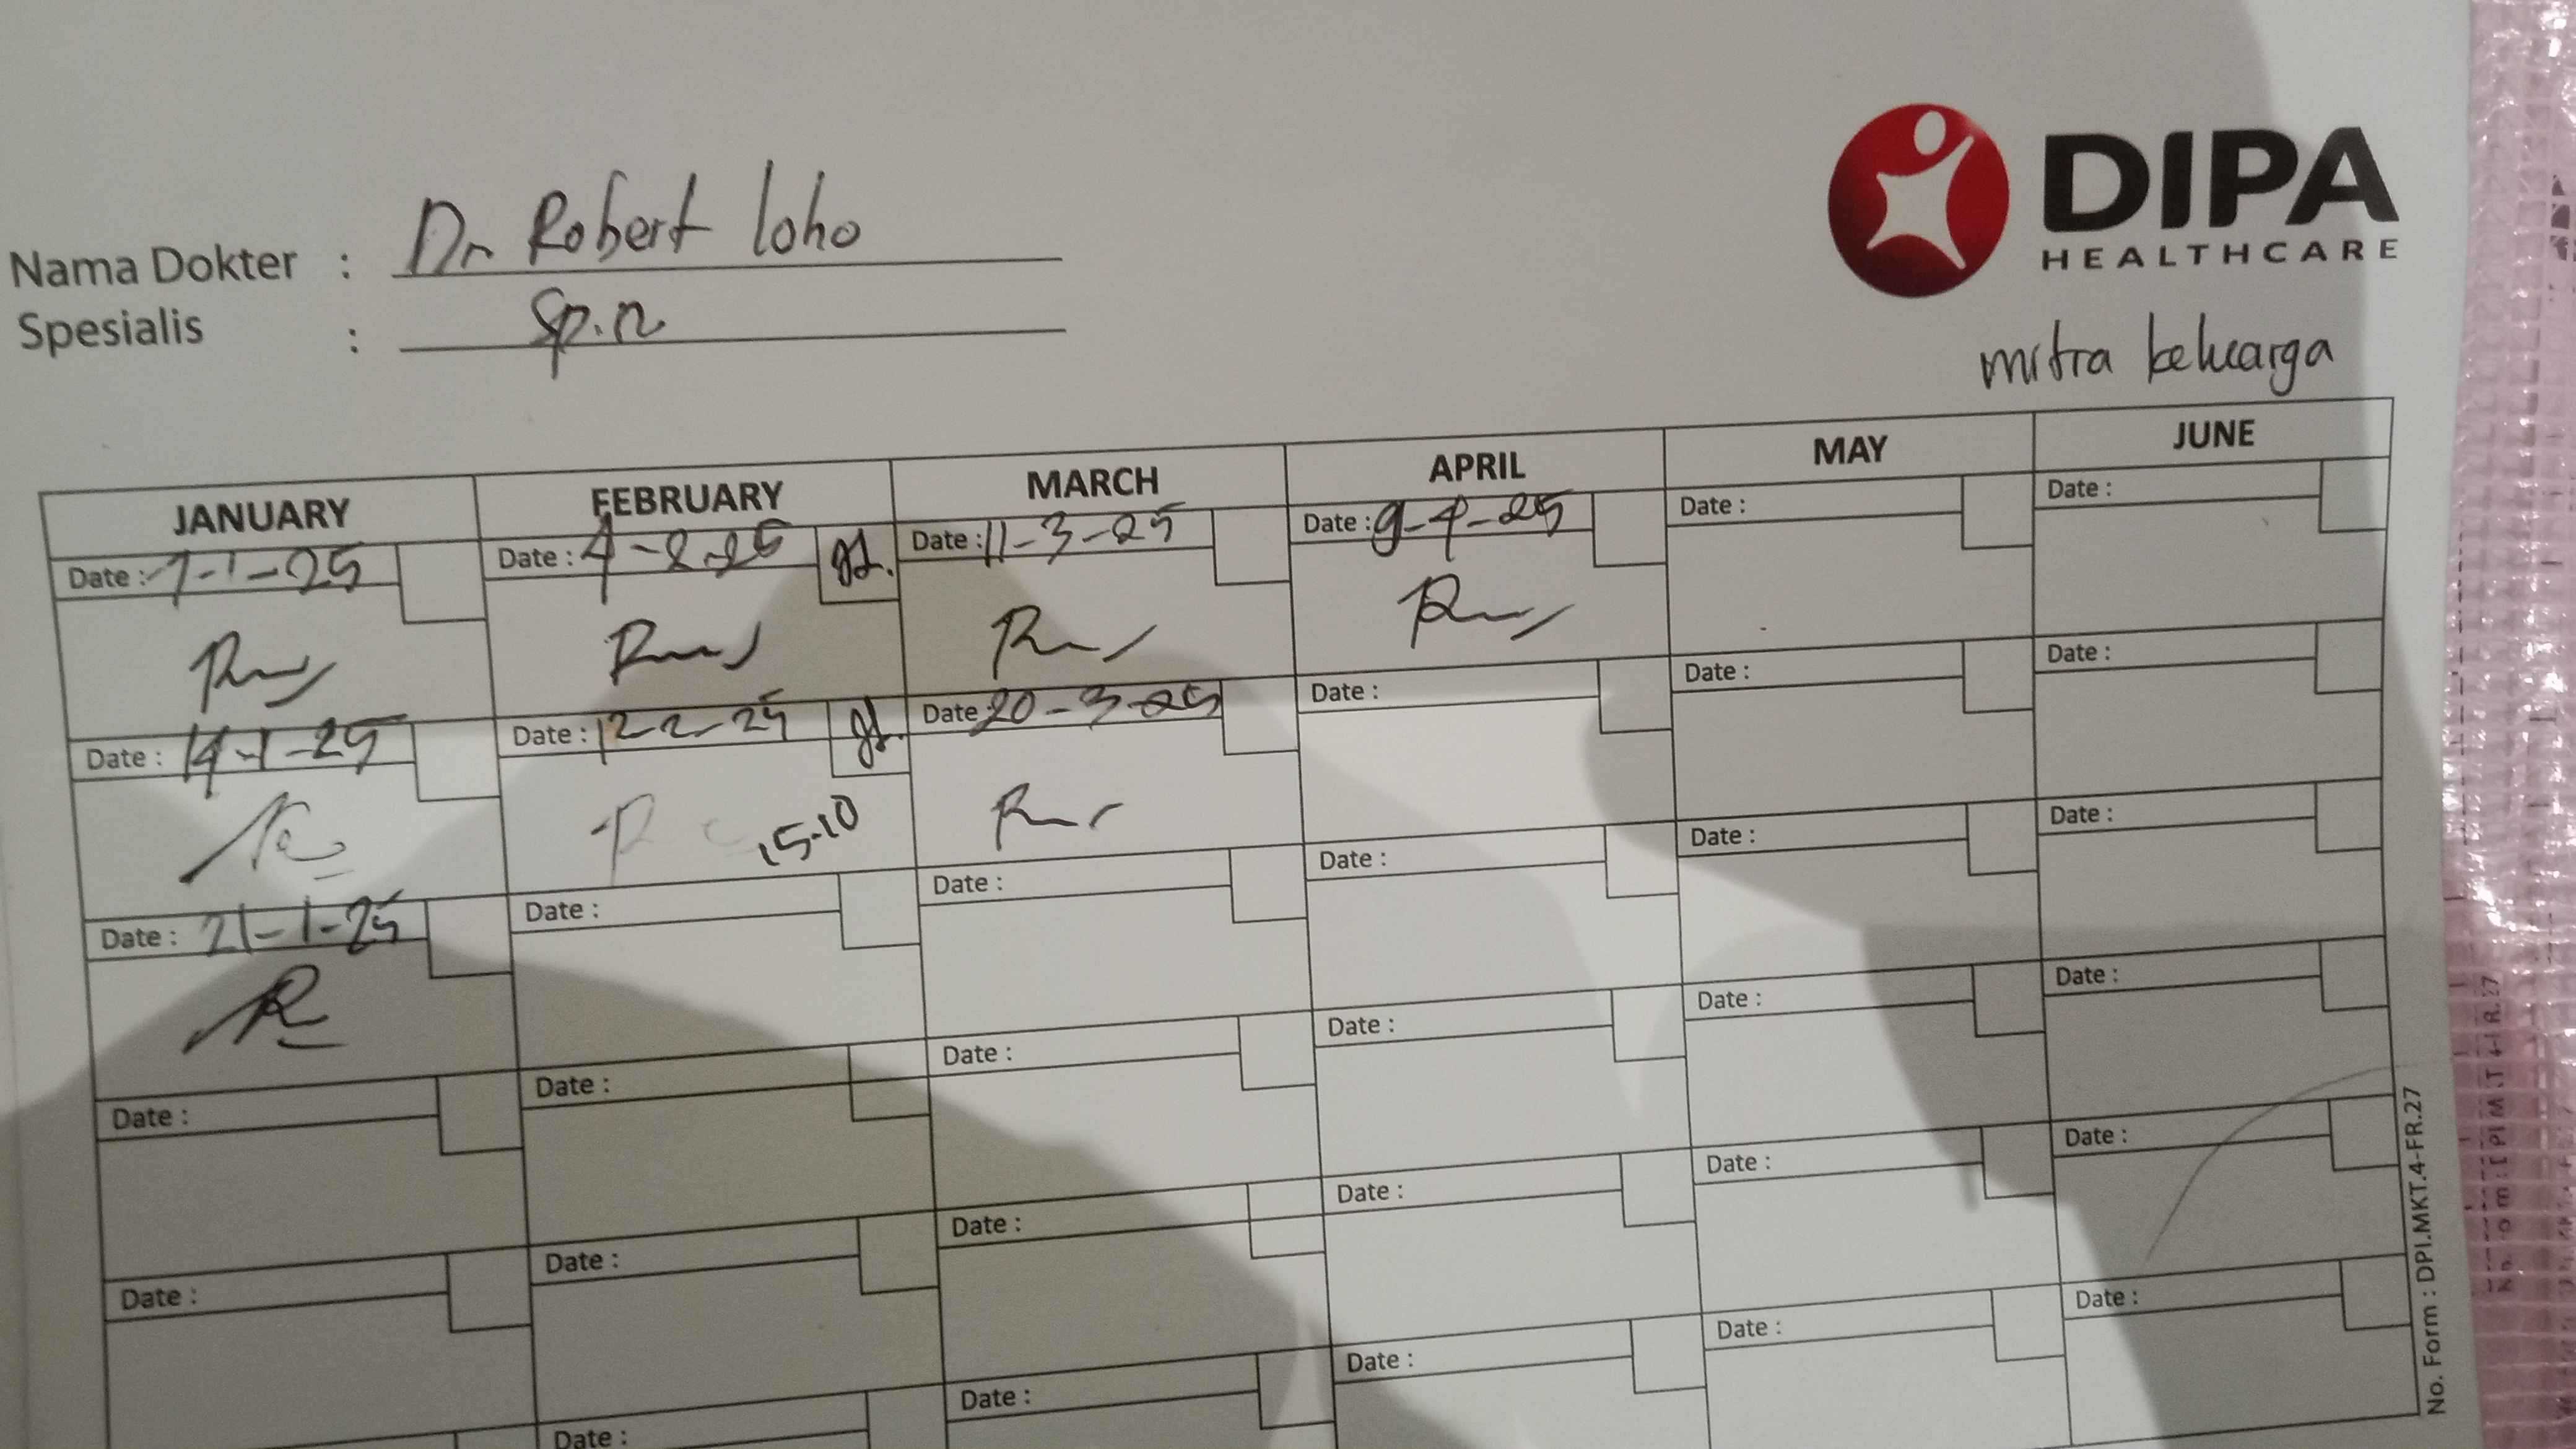 DIPA
HEALTHCARE
Nama Dokter : Dr Robert loho
Spesialis : Sp.n
mitra keluarga
JANUARY FEBRUARY MARCH APRIL MAY JUNE
Date : 7-1-25 Date : 4-2-25 Date : 11-3-25 Date : 9-4-25 Date : Date :
Date : 14-1-25 Date : 12-2-25 Date : 20-3-25 Date : Date : Date :
15-10
Date : 21-1-25 Date : Date : Date : Date : Date :
Date : Date : Date : Date : Date : Date :
Date : Date : Date : Date : Date : Date :
Date : Date : Date : Date : Date :
No. Form : DPI.MKT.4-FR.27